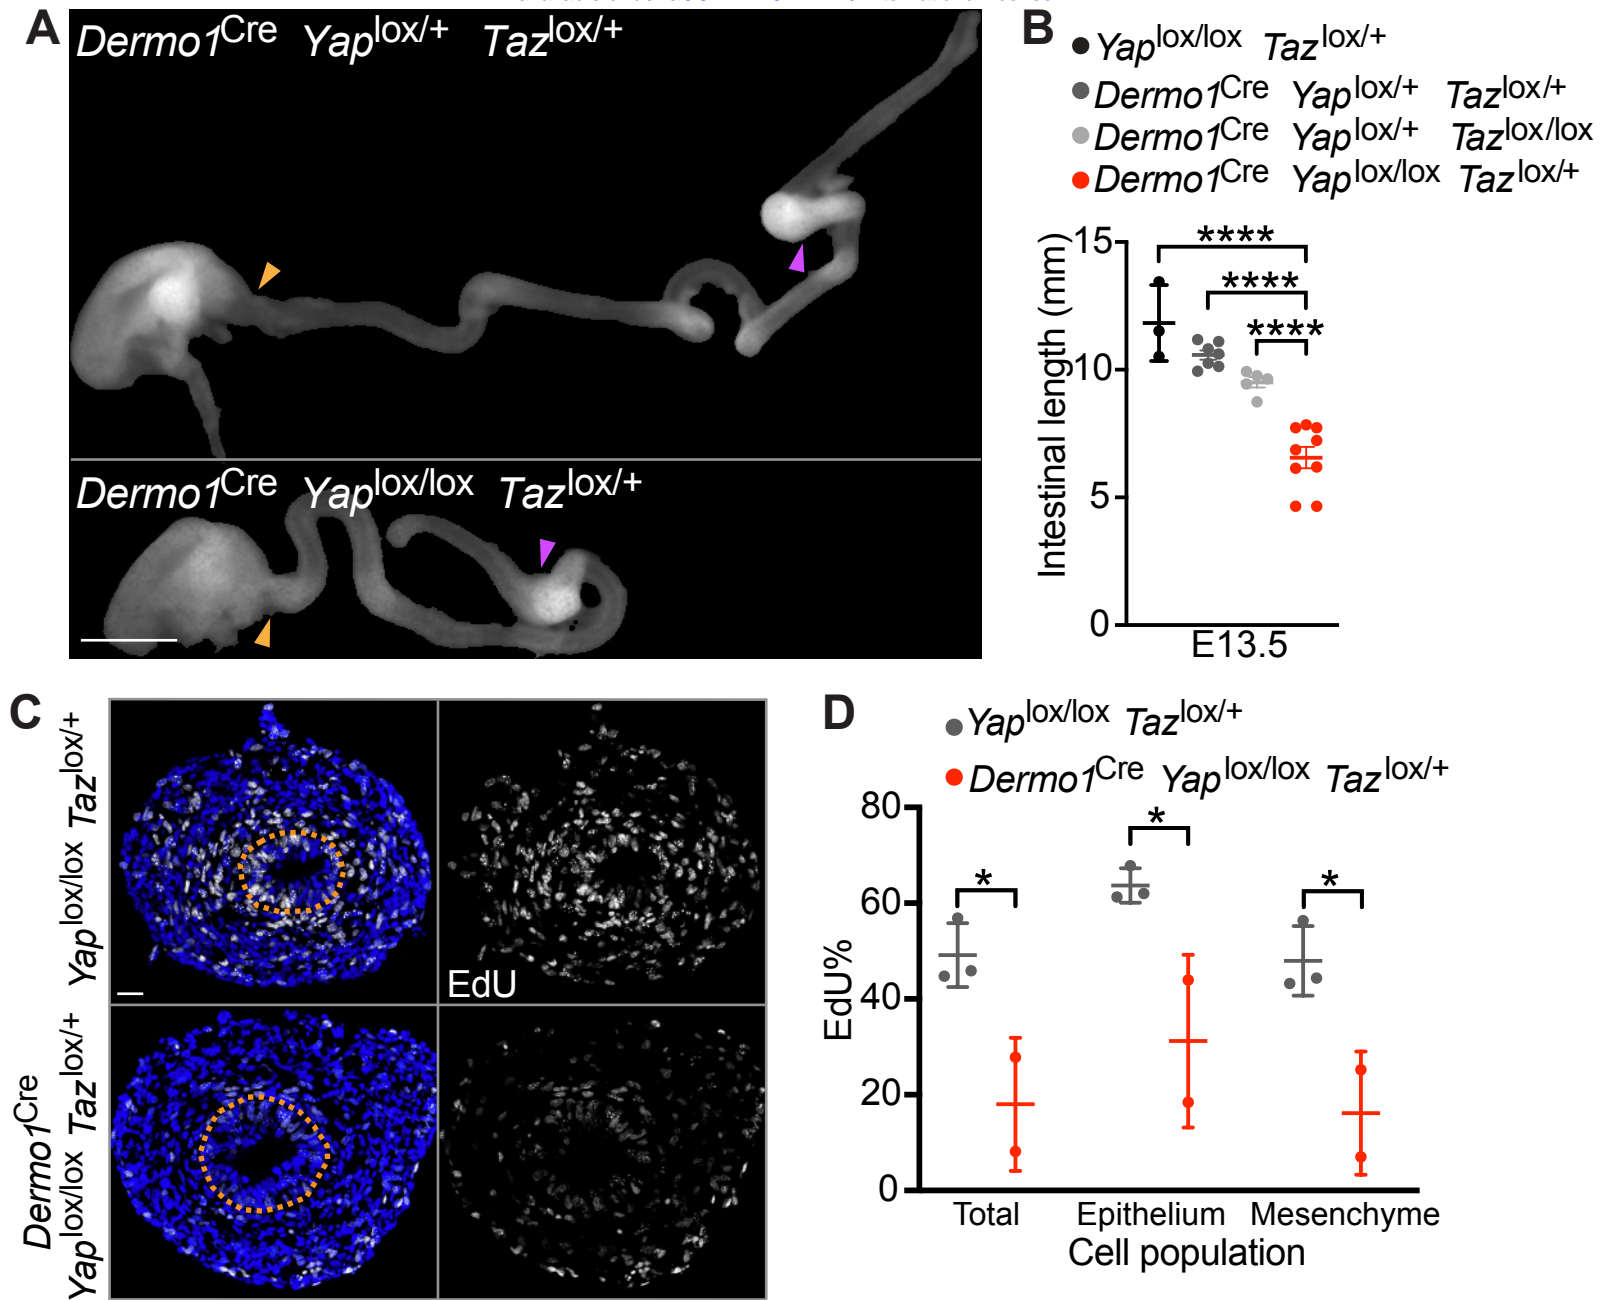 A
Dermo1Cre Yaplox/+ Tazlox/+
Dermo1Cre Yaplox/lox Tazlox/+
B
Yaplox/lox Tazlox/+
Dermo1Cre Yaplox/+ Tazlox/+
Dermo1Cre Yaplox/+ Tazlox/lox
Dermo1Cre Yaplox/lox Tazlox/+
Intestinal length (mm)
15
10
5
0
****
****
****
E13.5
C
Yaplox/lox Tazlox/+
EdU
Dermo1Cre
Yaplox/lox Tazlox/+
D
Yaplox/lox Tazlox/+
Dermo1Cre Yaplox/lox Tazlox/+
EdU%
80
60
40
20
0
*
*
*
Total Epithelium Mesenchyme
Cell population